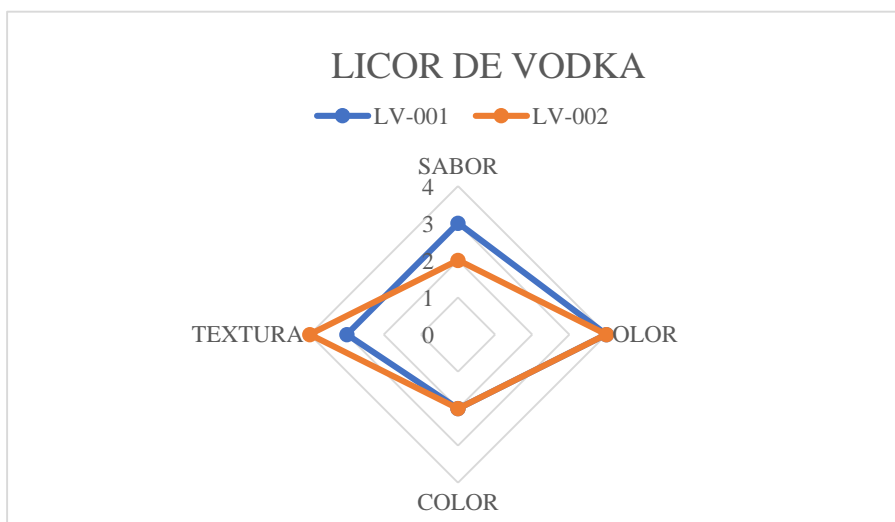 LICOR DE VODKA
LV-001 LV-002
SABOR
4
3
2
1
TEXTURA 0 OLOR
COLOR